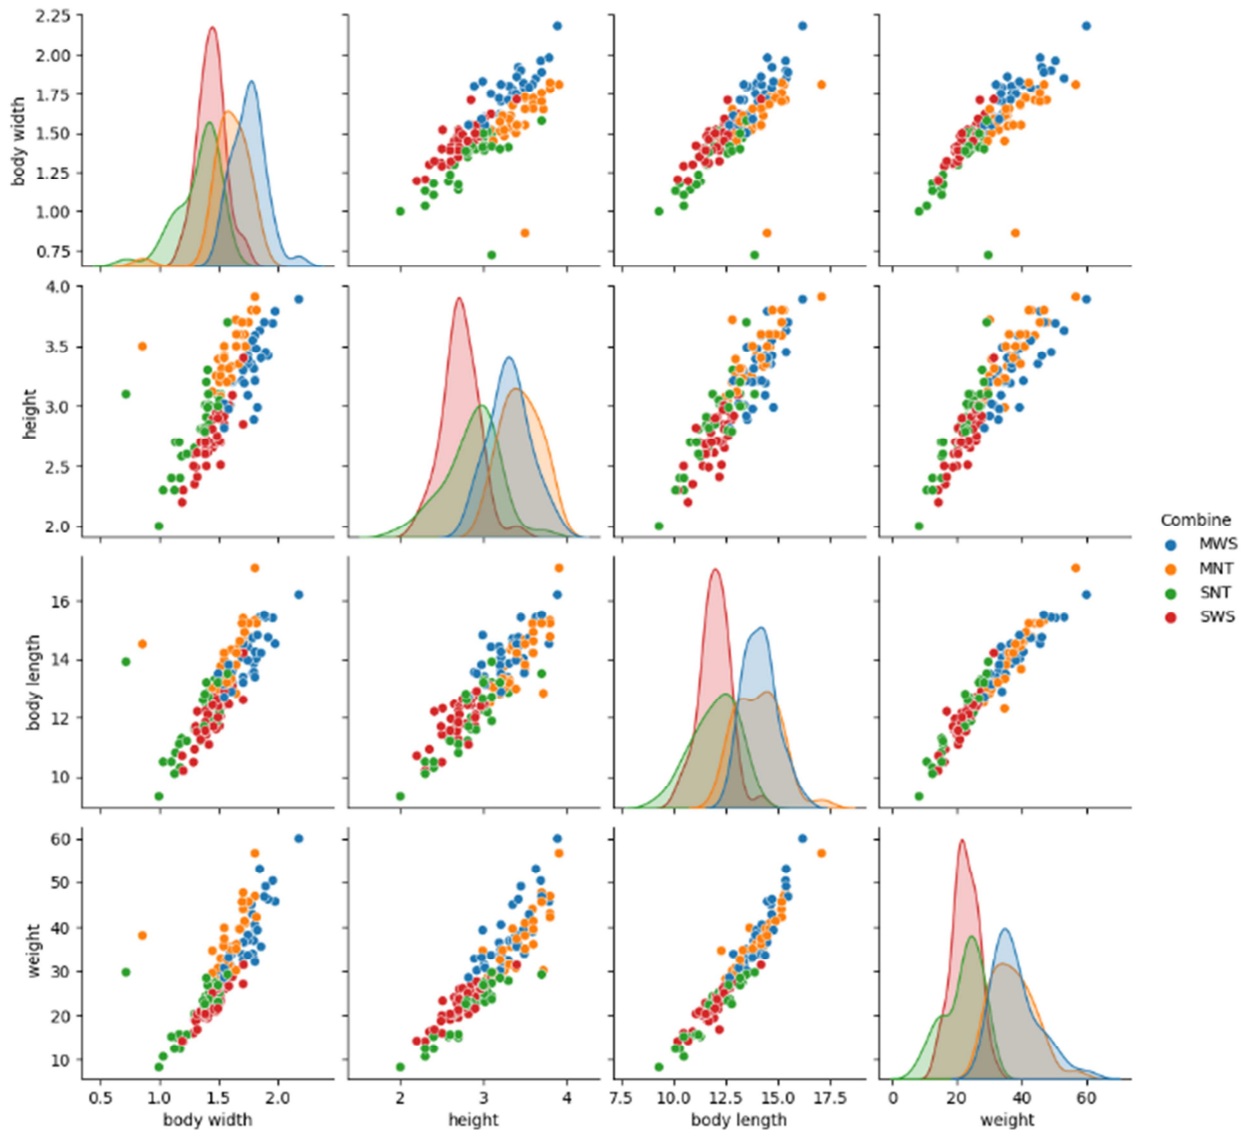 2.25
2.00
1.75
1.50
1.25
1.00
0.75
body width
4.0
3.5
3.0
2.5
2.0
height
Combine
MWS
MNT
SNT
SWS
16
14
12
10
body length
60
50
40
30
20
10
weight
0.5 1.0 1.5 2.0
2 3 4
7.5 10.0 12.5 15.0 17.5
0 20 40 60
body width
height
body length
weight